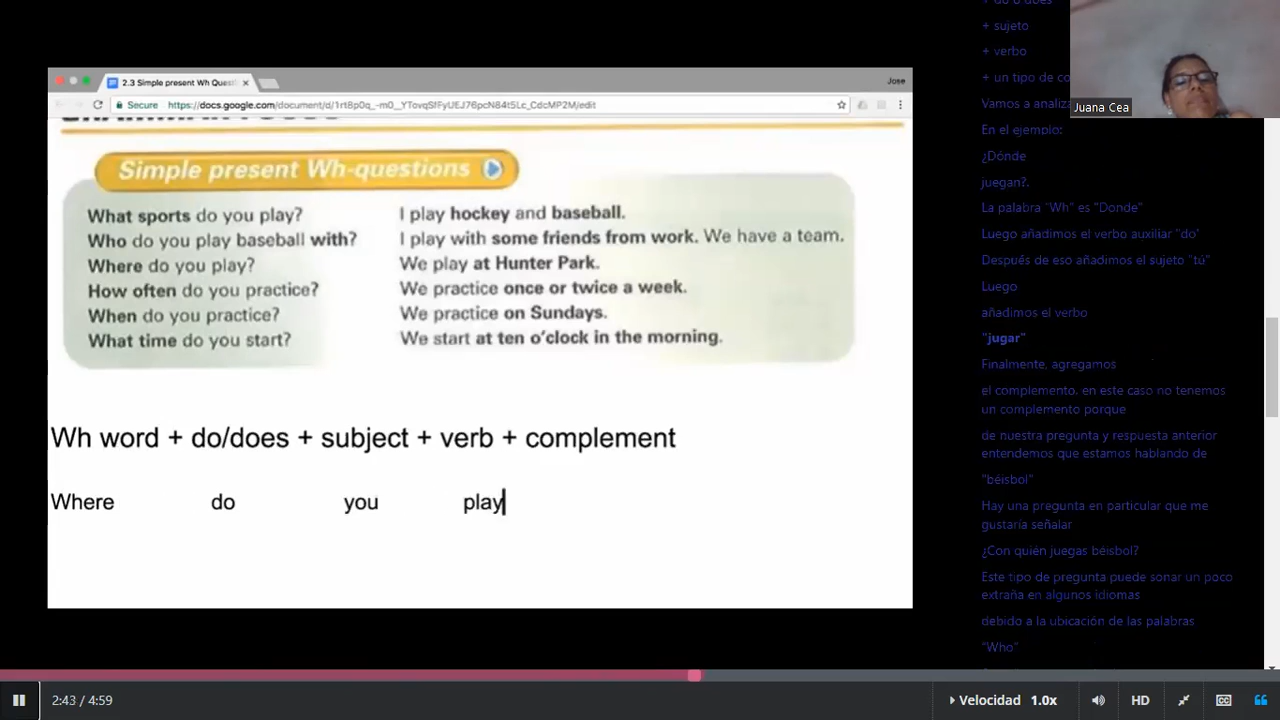 2.3 Simple present Wh Ques
Jose
Secure https://docs.google.com/document/d/1rt8p0q_-m0__YTovqSfFyUEJ76pcN84t5Lc_CdcMP2M/edit
Simple present Wh-questions
What sports do you play? I play hockey and baseball.
Who do you play baseball with? I play with some friends from work. We have a team.
Where do you play? We play at Hunter Park.
How often do you practice? We practice once or twice a week.
When do you practice? We practice on Sundays.
What time do you start? We start at ten o'clock in the morning.
Wh word + do/does + subject + verb + complement
Where do you play
+ do o does
+ sujeto
+ verbo
+ un tipo de co
Vamos a analiza
En el ejemplo:
¿Dónde
juegan?.
La palabra "Wh" es "Donde"
Luego añadimos el verbo auxiliar "do"
Después de eso añadimos el sujeto "tú"
Luego
añadimos el verbo
"jugar"
Finalmente, agregamos
el complemento, en este caso no tenemos
un complemento porque
de nuestra pregunta y respuesta anterior
entendemos que estamos hablando de
"béisbol"
Hay una pregunta en particular que me
gustaría señalar
¿Con quién juegas béisbol?
Este tipo de pregunta puede sonar un poco
extraña en algunos idiomas
debido a la ubicación de las palabras
"Who"
Juana Cea
2:43 / 4:59
Velocidad 1.0x
HD
CC